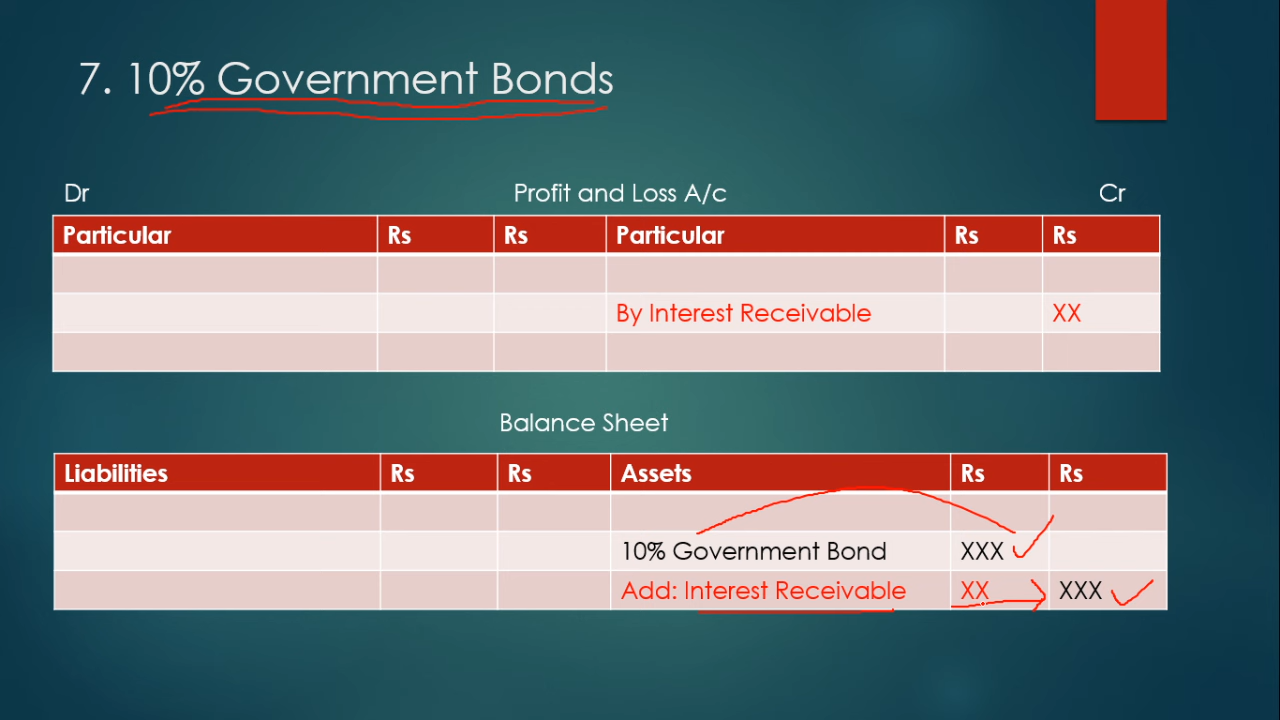 7. 10% Government Bonds
Dr Profit and Loss A/c Cr
Particular Rs Rs Particular Rs Rs
By Interest Receivable XX
Balance Sheet
Liabilities Rs Rs Assets Rs Rs
10% Government Bond XXX
Add: Interest Receivable XX XXX